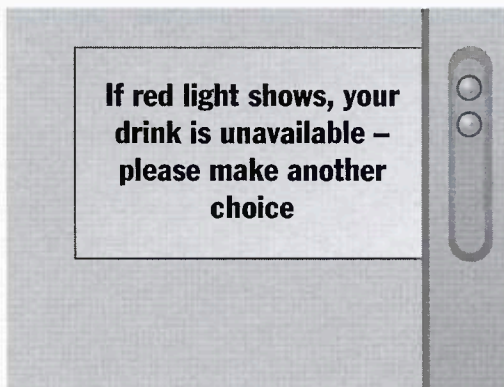 If red light shows, your
drink is unavailable –
please make another
choice